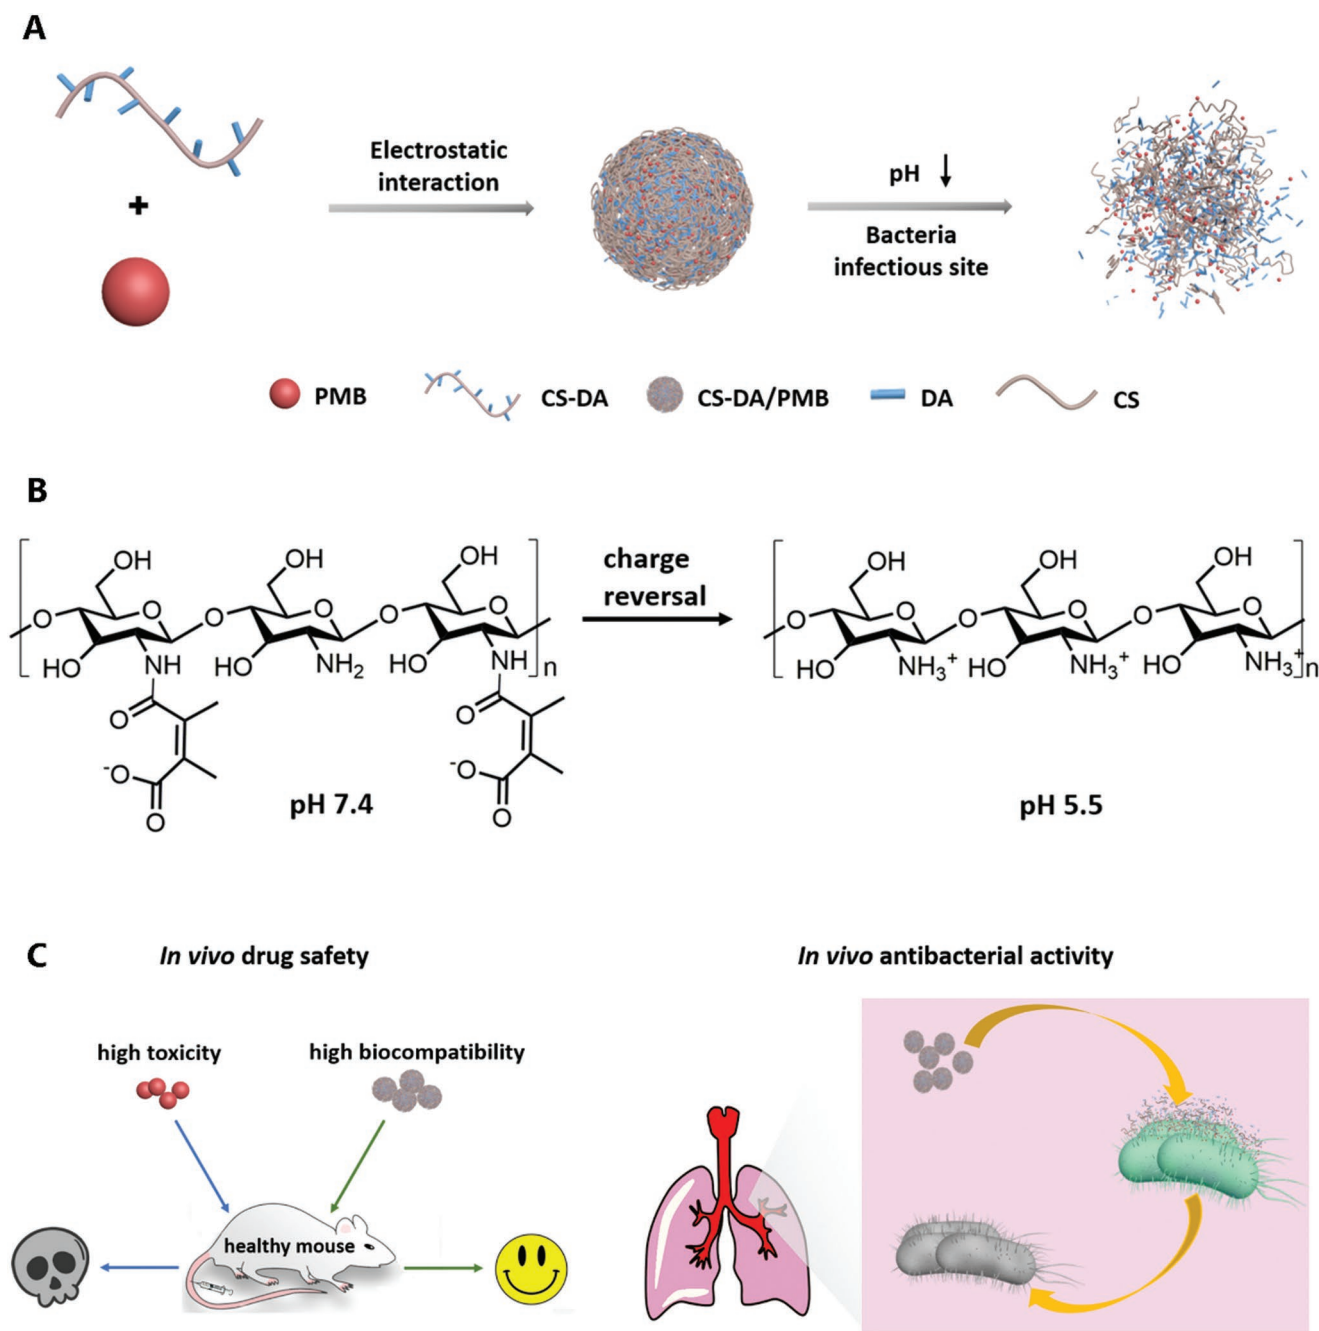 A
Electrostatic
interaction
+
pH ↓
Bacteria
infectious site
PMB
CS-DA
CS-DA/PMB
DA
CS
B
OH
OH
OH
O
O
O
O
O
O
HO
NH
HO
NH₂
HO
NH
n
O
O
⁻O
⁻O
O
O
pH 7.4
charge
reversal
OH
OH
OH
O
O
O
O
O
O
HO
NH₃⁺
HO
NH₃⁺
HO
NH₃⁺
n
pH 5.5
C
In vivo drug safety
In vivo antibacterial activity
high toxicity
high biocompatibility
healthy mouse